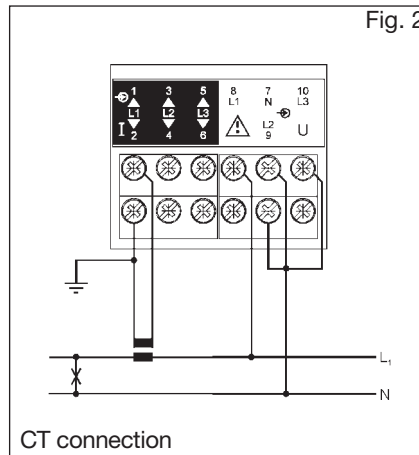 Fig. 2
1 3 5 8 7 10
L1 N L3
L1 L2 L3
L2
I 2 4 6 9 U
L1
N
CT connection